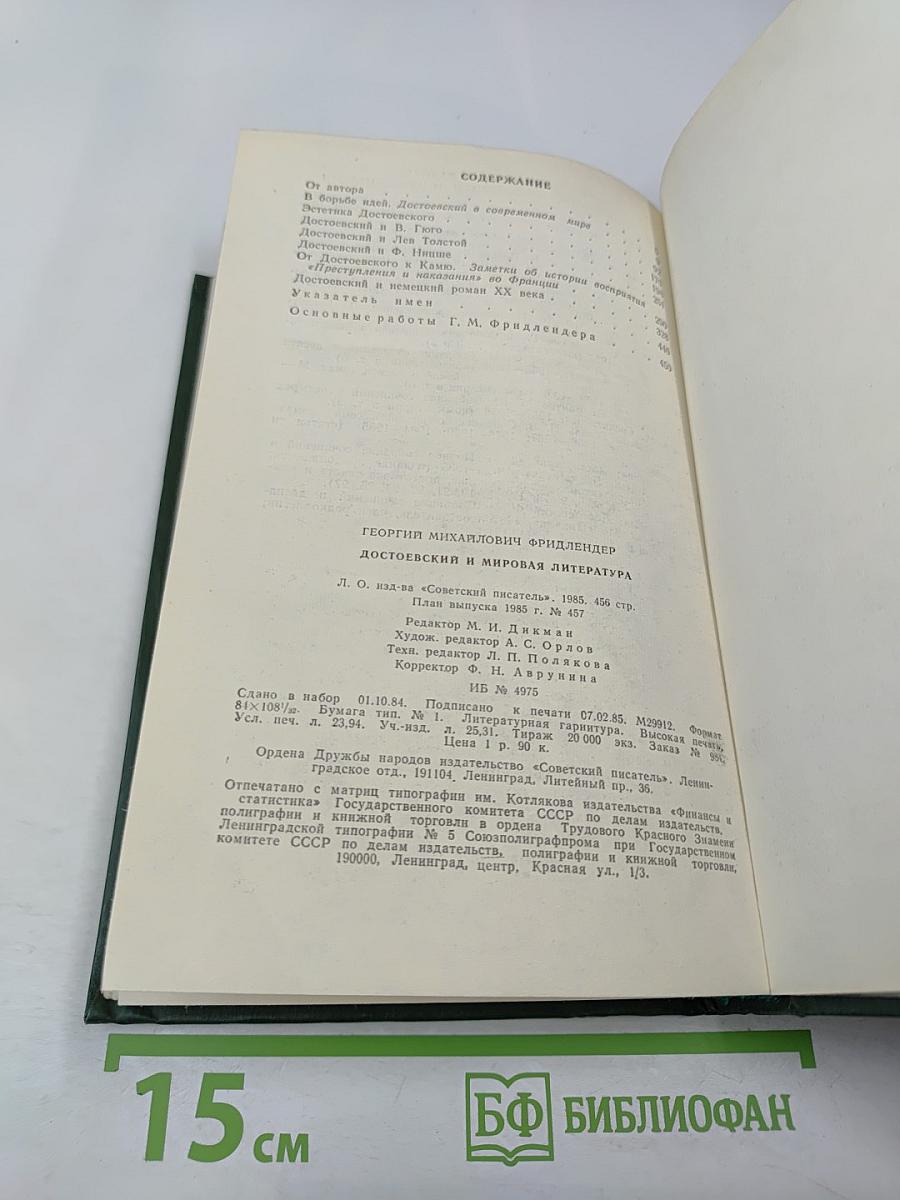 СОДЕРЖАНИЕ
От автора
В борьбе идей. Достоевский в современном мире
Эстетика Достоевского
Достоевский и В. Гюго
Достоевский и Лев Толстой
Достоевский и Ф. Ницше
От Достоевского к Камю. Заметки об истории восприятия
«Преступления и наказания» во Франции
Достоевский и немецкий роман XX века
Указатель имен
Основные работы Г. М. Фридлендера
ГЕОРГИЙ МИХАЙЛОВИЧ ФРИДЛЕНДЕР
ДОСТОЕВСКИЙ И МИРОВАЯ ЛИТЕРАТУРА
Л. О. изд-ва «Советский писатель». 1985. 456 стр.
План выпуска 1985 г. № 457
Редактор М. И. Дикман
Худож. редактор А. С. Орлов
Техн. редактор Л. П. Полякова
Корректор Ф. Н. Аврунина
ИБ № 4975
Сдано в набор 01.10.84. Подписано к печати 07.02.85. М29912. Формат
84×108¹/₃₂. Бумага тип. № 1. Литературная гарнитура. Высокая печать.
Усл. печ. л. 23,94. Уч.-изд. л. 25,31. Тираж 20 000 экз. Заказ №
Цена 1 р. 90 к.
Ордена Дружбы народов издательство «Советский писатель». Ленин-
градское отд., 191104. Ленинград, Литейный пр., 36.
Отпечатано с матриц типографии им. Котлякова издательства «Финансы и
статистика» Государственного комитета СССР по делам издательств,
полиграфии и книжной торговли в ордена Трудового Красного Знамени
Ленинградской типографии № 5 Союзполиграфпрома при Государственном
комитете СССР по делам издательств, полиграфии и книжной торговли,
190000, Ленинград, центр, Красная ул., 1/3.
15 см
БФ БИБЛИОФАН